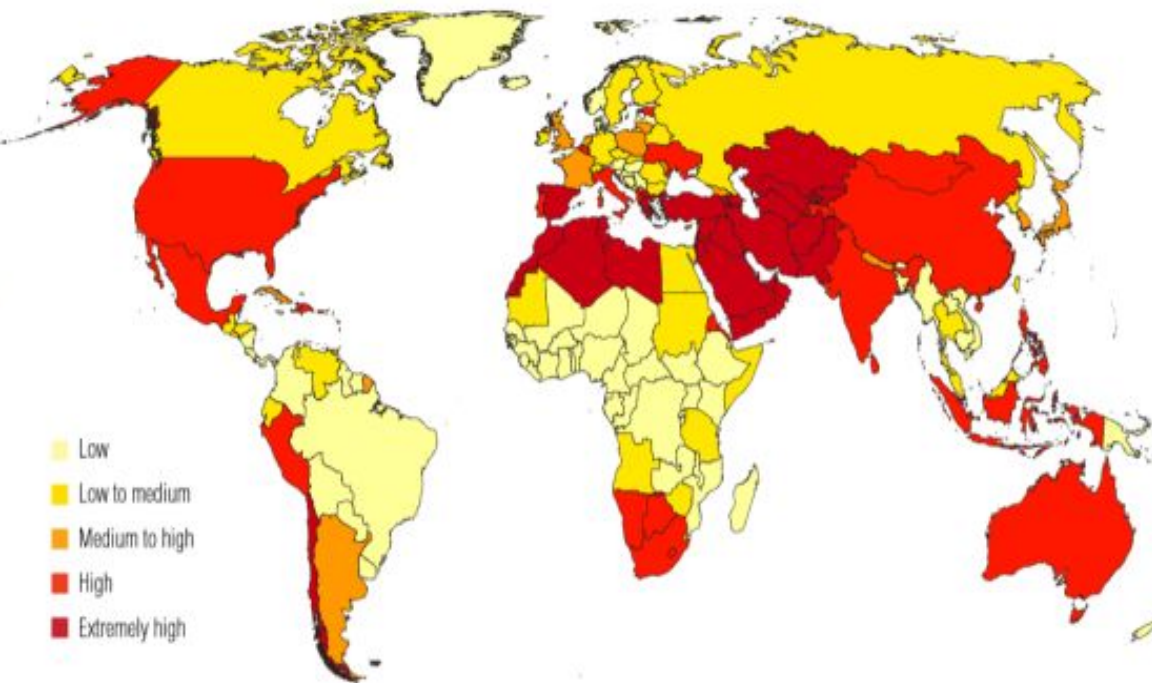 Low
Low to medium
Medium to high
High
Extremely high